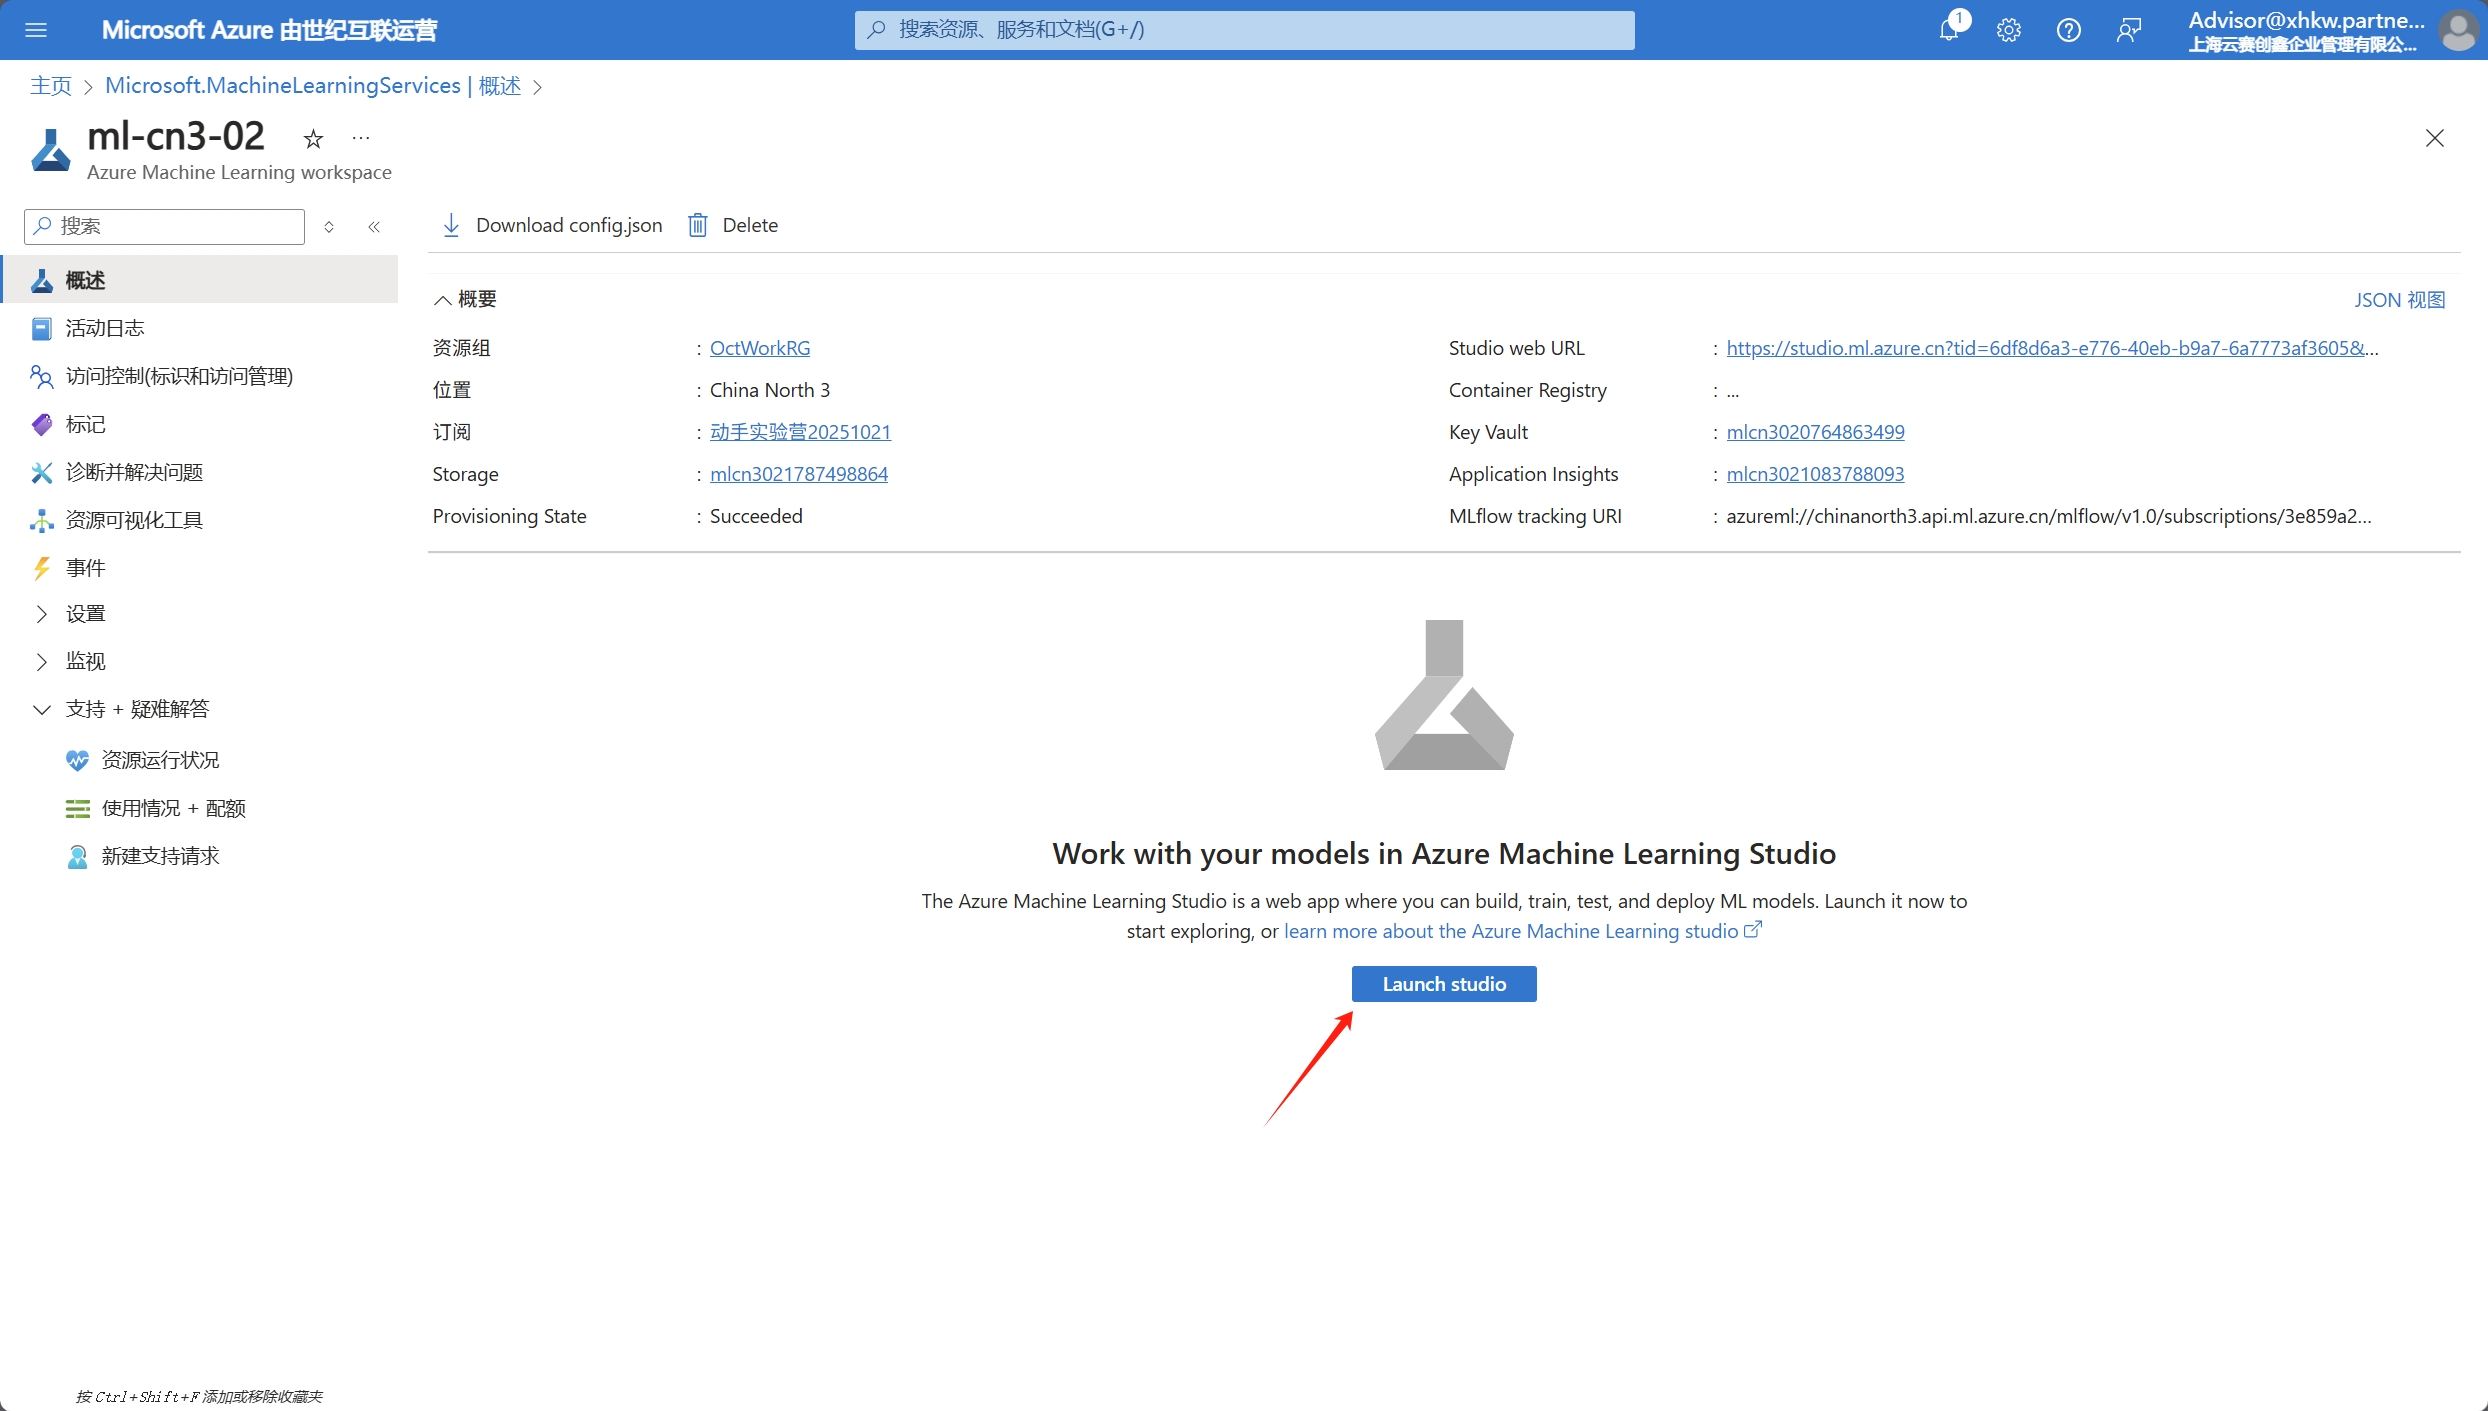 Microsoft Azure 由世纪互联运营
搜索资源、服务和文档(G+/)
1
Advisor@xhkw.partne...
上海云赛创鑫企业管理有限公...
主页 > Microsoft.MachineLearningServices | 概述 >
ml-cn3-02
Azure Machine Learning workspace
搜索
概述
活动日志
访问控制(标识和访问管理)
标记
诊断并解决问题
资源可视化工具
事件
设置
监视
支持 + 疑难解答
资源运行状况
使用情况 + 配额
新建支持请求
Download config.json
Delete
概要
JSON 视图
资源组 : OctWorkRG
位置 : China North 3
订阅 : 动手实验营20251021
Storage : mlcn3021787498864
Provisioning State : Succeeded
Studio web URL : https://studio.ml.azure.cn?tid=6df8d6a3-e776-40eb-b9a7-6a7773af3605&...
Container Registry : ...
Key Vault : mlcn3020764863499
Application Insights : mlcn3021083788093
MLflow tracking URI : azureml://chinanorth3.api.ml.azure.cn/mlflow/v1.0/subscriptions/3e859a2...
Work with your models in Azure Machine Learning Studio
The Azure Machine Learning Studio is a web app where you can build, train, test, and deploy ML models. Launch it now to
start exploring, or learn more about the Azure Machine Learning studio
Launch studio
按 Ctrl+Shift+F 添加或移除收藏夹